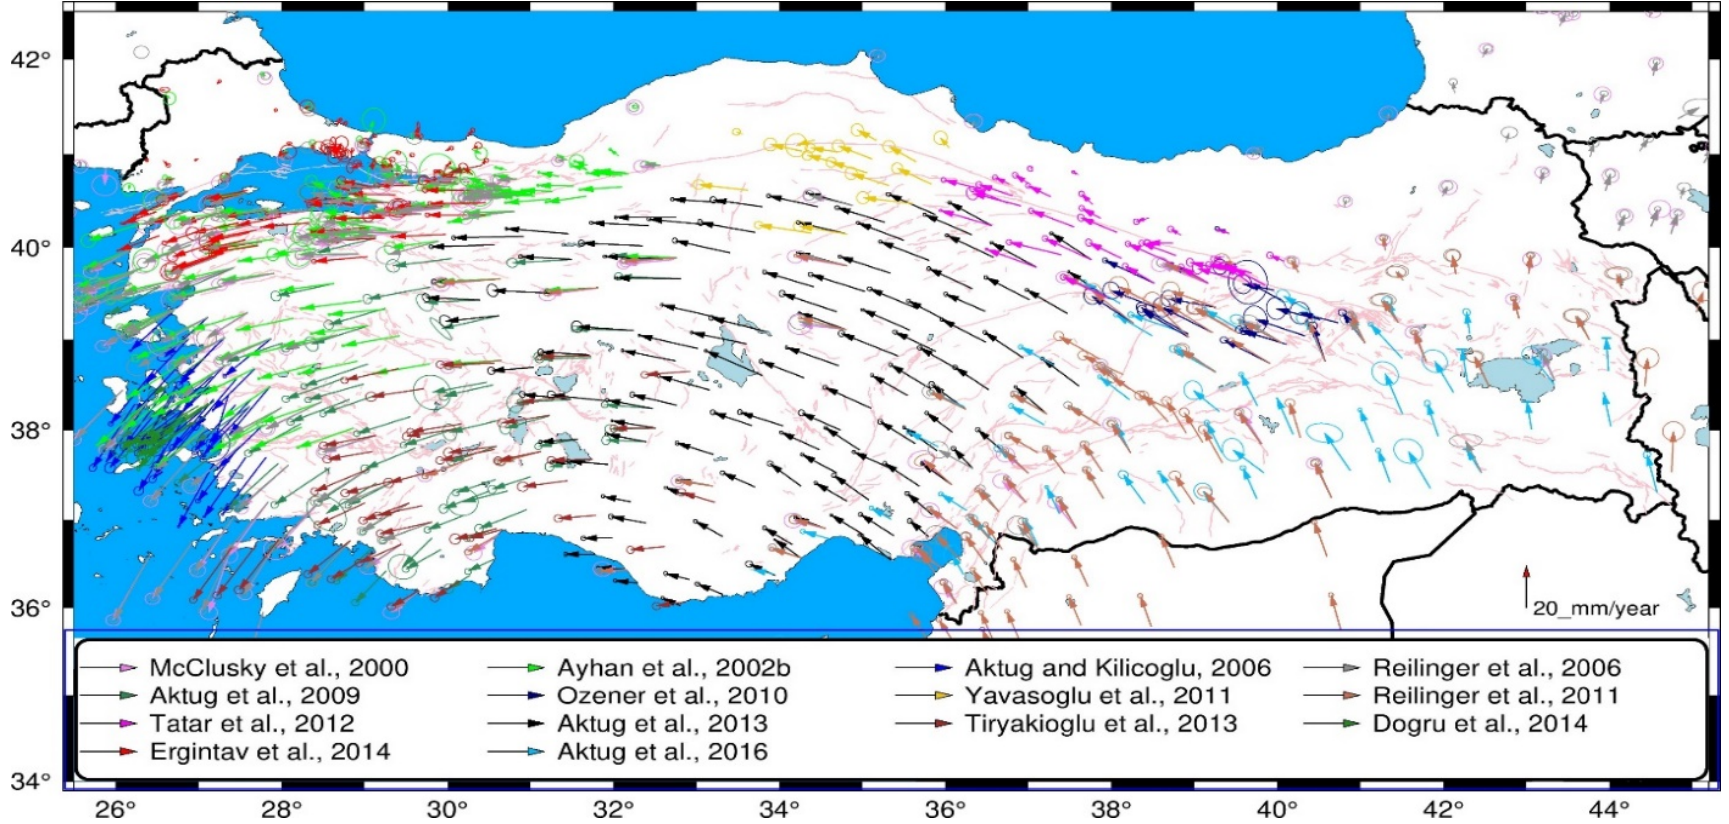 42°
40°
38°
36°
34°
20_mm/year
McClusky et al., 2000 Ayhan et al., 2002b Aktug and Kilicoglu, 2006 Reilinger et al., 2006
Aktug et al., 2009 Ozener et al., 2010 Yavasoglu et al., 2011 Reilinger et al., 2011
Tatar et al., 2012 Aktug et al., 2013 Tiryakioglu et al., 2013 Dogru et al., 2014
Ergintav et al., 2014 Aktug et al., 2016
26° 28° 30° 32° 34° 36° 38° 40° 42° 44°